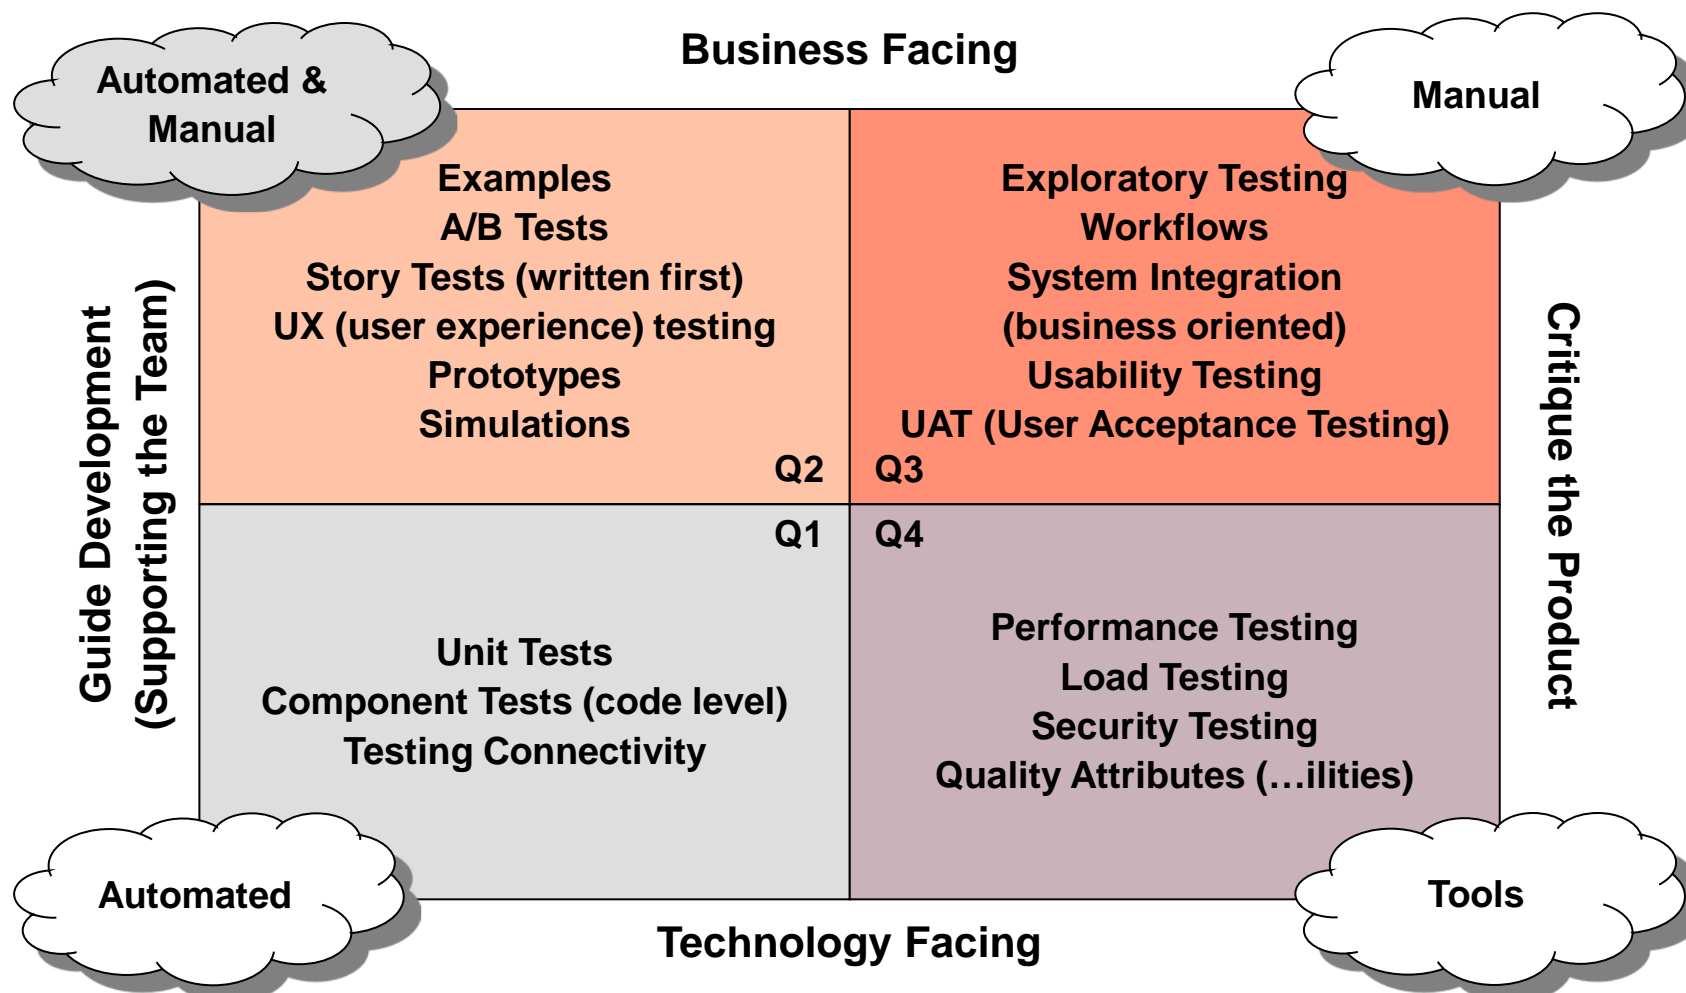 Business Facing
Automated &
Manual
Manual
Examples
A/B Tests
Story Tests (written first)
UX (user experience) testing
Prototypes
Simulations
Q2
Exploratory Testing
Workflows
System Integration
(business oriented)
Usability Testing
UAT (User Acceptance Testing)
Q3
Guide Development
(Supporting the Team)
Critique the Product
Q1
Unit Tests
Component Tests (code level)
Testing Connectivity
Q4
Performance Testing
Load Testing
Security Testing
Quality Attributes (…ilities)
Automated
Tools
Technology Facing